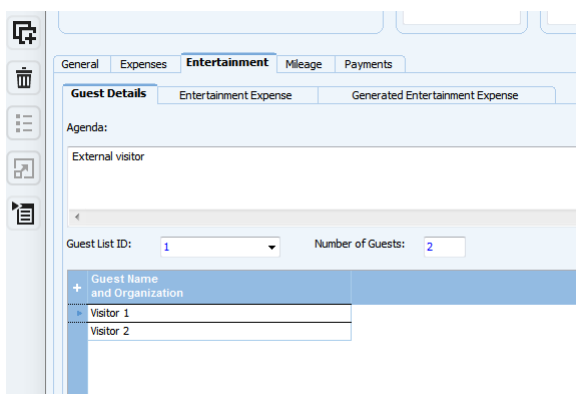 General Expenses Entertainment Mileage Payments
Guest Details Entertainment Expense Generated Entertainment Expense
Agenda:
External visitor
Guest List ID: 1 Number of Guests: 2
Guest Name
and Organization
Visitor 1
Visitor 2